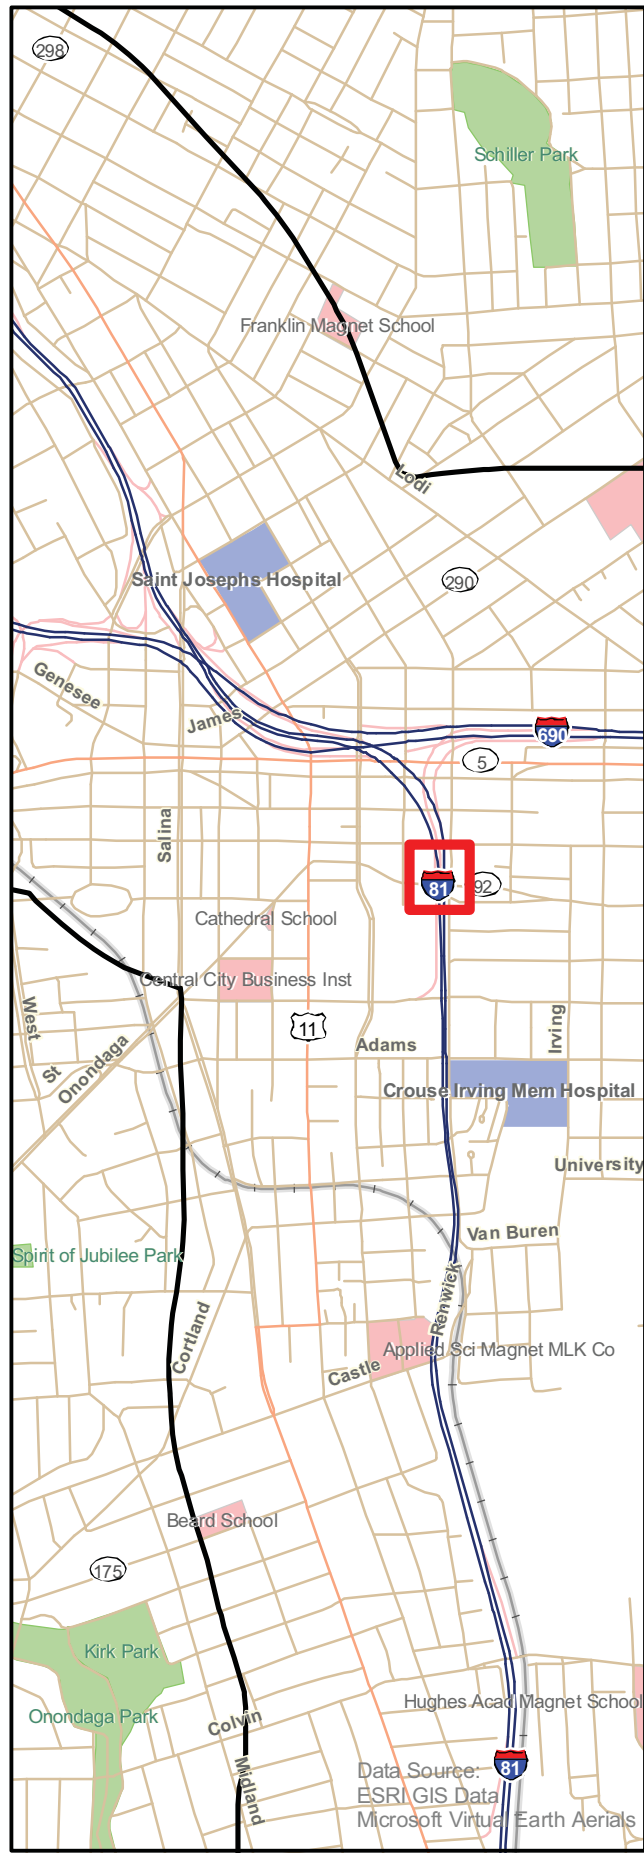 298
Schiller Park
Franklin Magnet School
Lodi
Saint Josephs Hospital
290
Genesee
James
690
5
Salina
81
92
Cathedral School
Central City Business Inst
West
St
Onondaga
11
Adams
Irving
Crouse Irving Mem Hospital
University
Van Buren
Spirit of Jubilee Park
Renwick
Cortland
Applied Sci Magnet MLK Co
Castle
Beard School
175
Kirk Park
Onondaga Park
Hughes Acad Magnet School
Colvin
Midland
81
Data Source:
ESRI GIS Data
Microsoft Virtual Earth Aerials